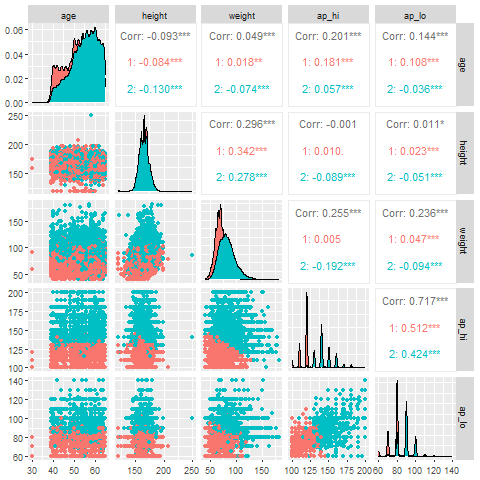 age height weight ap_hi ap_lo
0.06 Corr: -0.093*** Corr: 0.049*** Corr: 0.201*** Corr: 0.144***
0.04 1: -0.084*** 1: 0.018** 1: 0.181*** 1: 0.108*** age
0.02 2: -0.130*** 2: -0.074*** 2: 0.057*** 2: -0.036***
0.00
250 Corr: 0.296*** Corr: -0.001 Corr: 0.011*
200 1: 0.342*** 1: 0.010. 1: 0.023*** height
150 2: 0.278*** 2: -0.089*** 2: -0.051***
Corr: 0.255*** Corr: 0.236***
150 1: 0.005 1: 0.047*** weight
100 2: -0.192*** 2: -0.094***
50
200 Corr: 0.717***
175 1: 0.512*** ap_hi
150 2: 0.424***
125
100
140
120 ap_lo
100
80
60
30 40 50 60 150 200 250 50 100 150 100 125 150 175 200 60 80 100 120 140